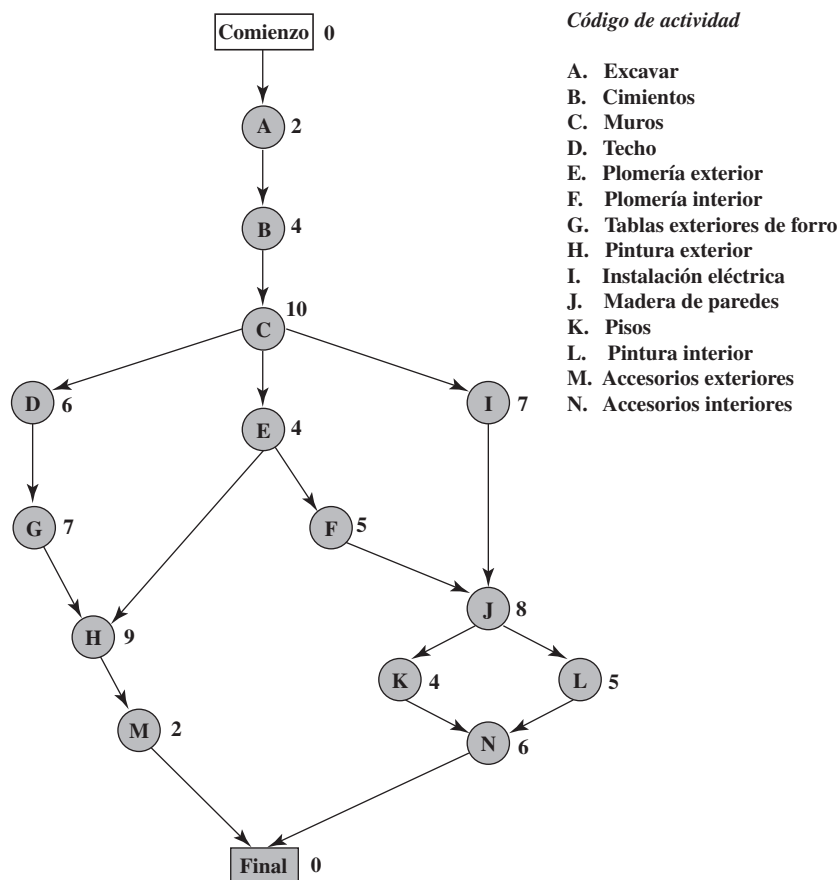 Comienzo 0
Código de actividad
A. Excavar
B. Cimientos
C. Muros
D. Techo
E. Plomería exterior
F. Plomería interior
G. Tablas exteriores de forro
H. Pintura exterior
I. Instalación eléctrica
J. Madera de paredes
K. Pisos
L. Pintura interior
M. Accesorios exteriores
N. Accesorios interiores
A 2
B 4
C 10
D 6
E 4
I 7
G 7
F 5
H 9
J 8
K 4
L 5
M 2
N 6
Final 0